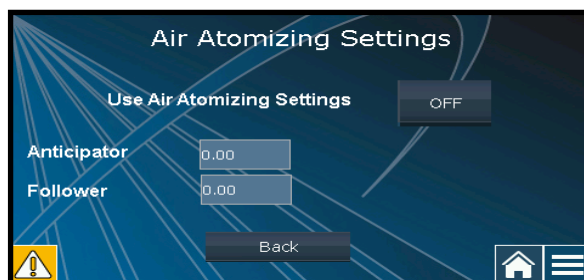 Air Atomizing Settings
Use Air Atomizing Settings OFF
Anticipator 0.00
Follower 0.00
Back